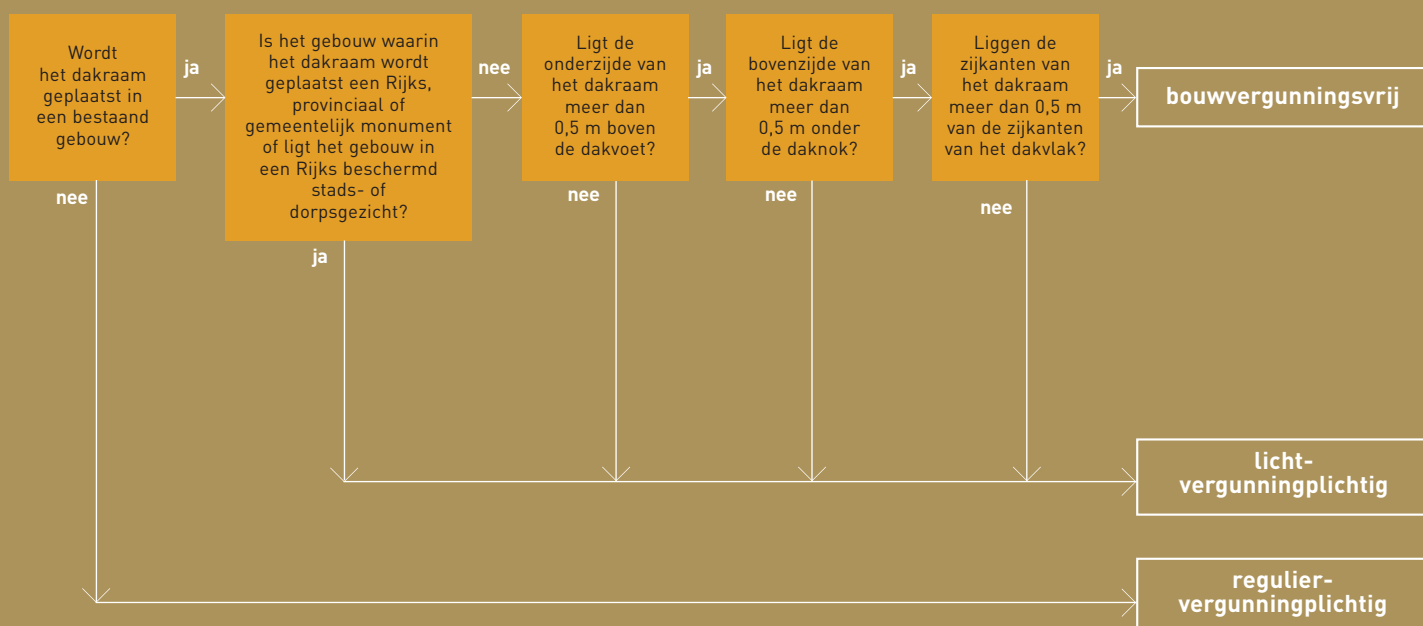 Wordt
het dakraam
geplaatst in
een bestaand
gebouw?
ja
nee
Is het gebouw waarin
het dakraam wordt
geplaatst een Rijks,
provinciaal of
gemeentelijk monument
of ligt het gebouw in
een Rijks beschermd
stads- of
dorpsgezicht?
nee
ja
Ligt de
onderzijde van
het dakraam
meer dan
0,5 m boven
de dakvoet?
ja
nee
Ligt de
bovenzijde van
het dakraam
meer dan
0,5 m onder
de daknok?
ja
nee
Liggen de
zijkanten van
het dakraam
meer dan 0,5 m
van de zijkanten
van het dakvlak?
ja
nee
bouwvergunningsvrij
licht-
vergunningplichtig
regulier-
vergunningplichtig